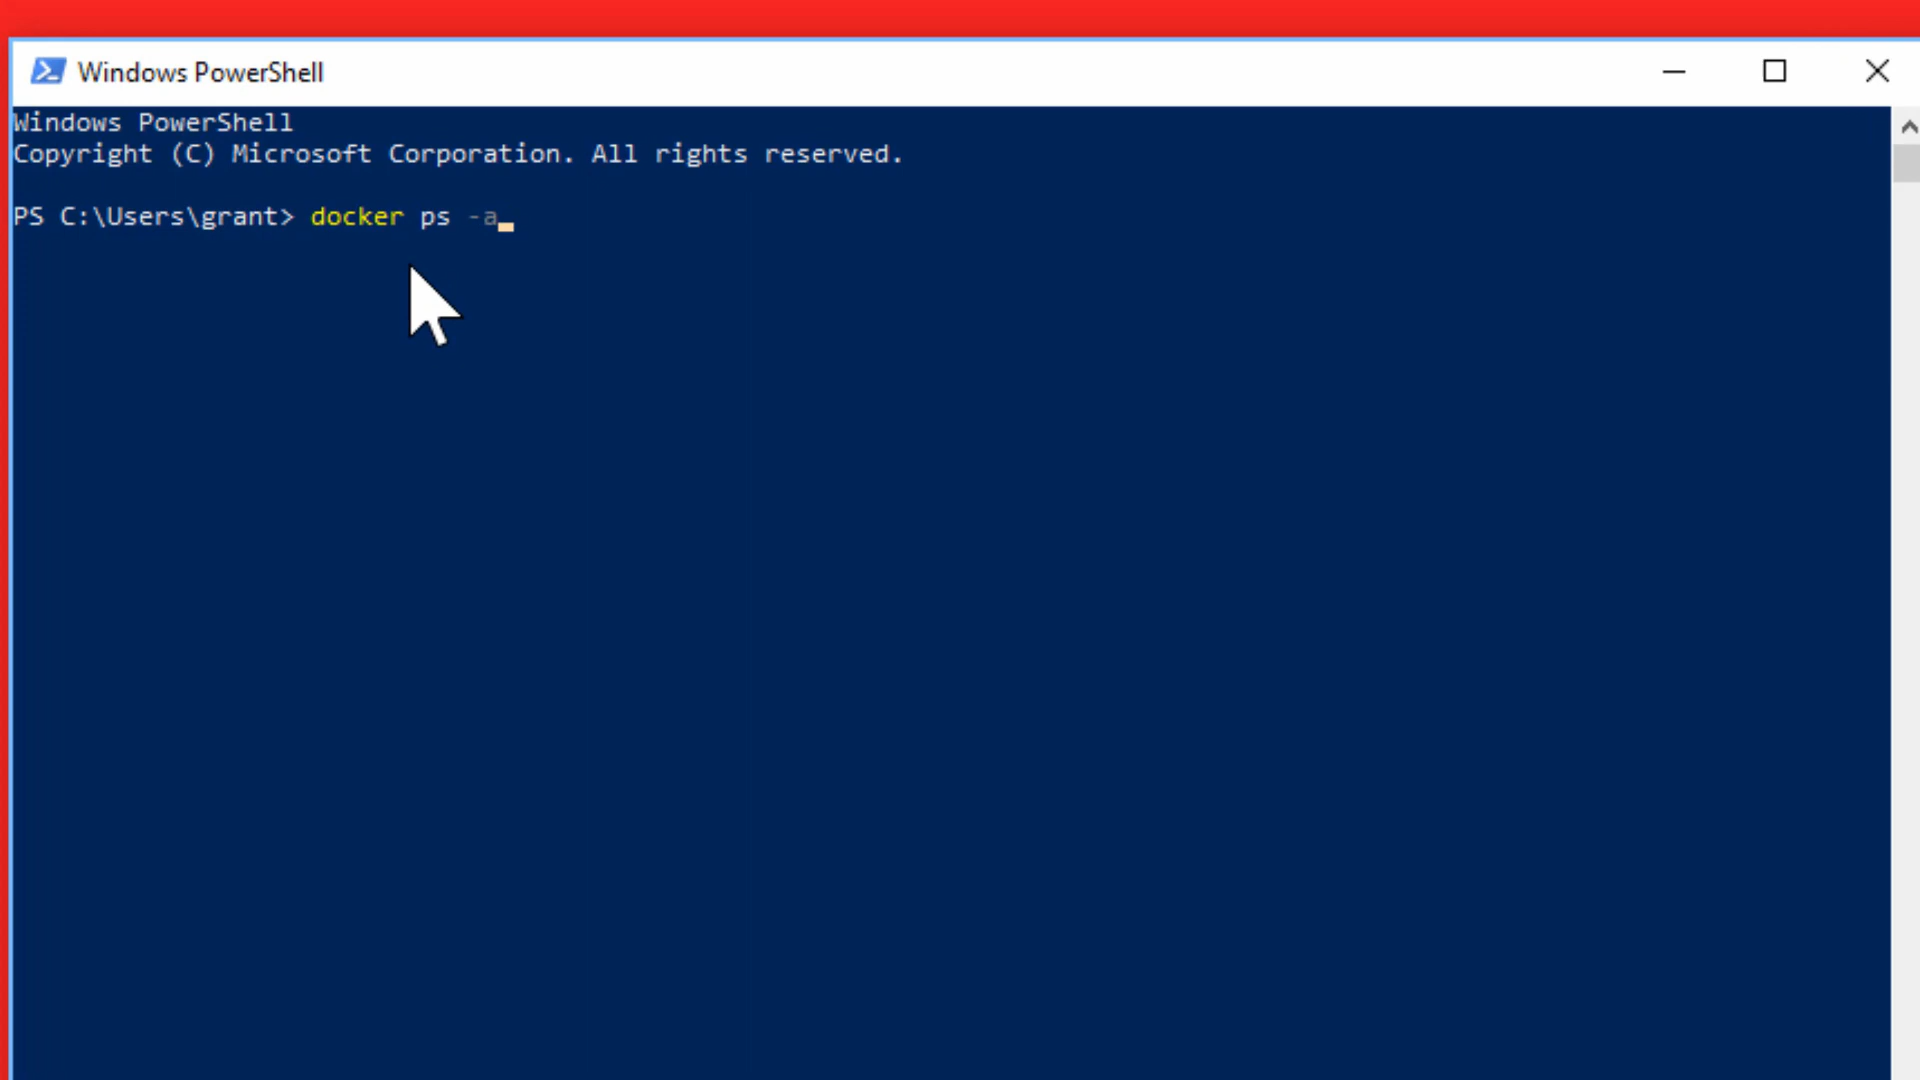 Windows PowerShell
Windows PowerShell
Copyright (C) Microsoft Corporation. All rights reserved.
PS C:\Users\grant> docker ps -a